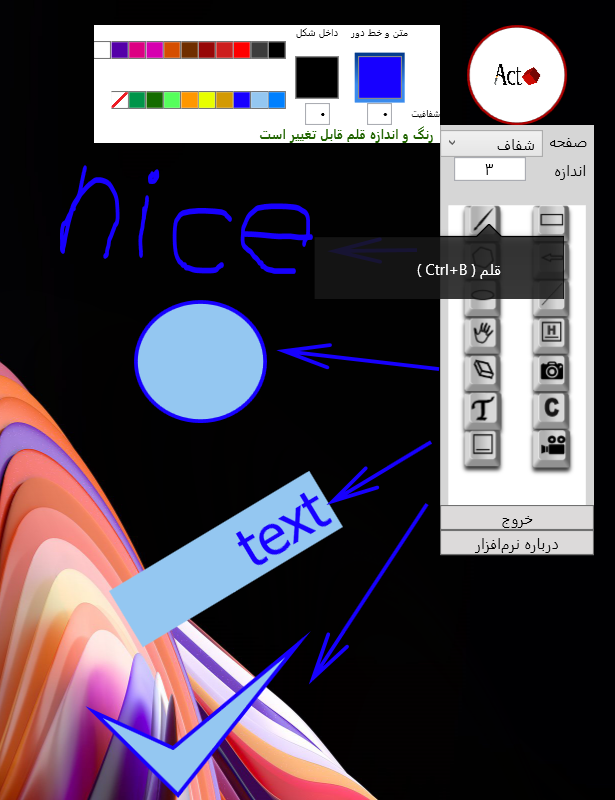 متن و خط دور
داخل شکل
شفافیت
رنگ و اندازه قلم قابل تغییر است
Act
صفحه
شفاف
اندازه
۳
nice
قلم ( Ctrl+B )
H
T
C
خروج
درباره نرم‌افزار
text